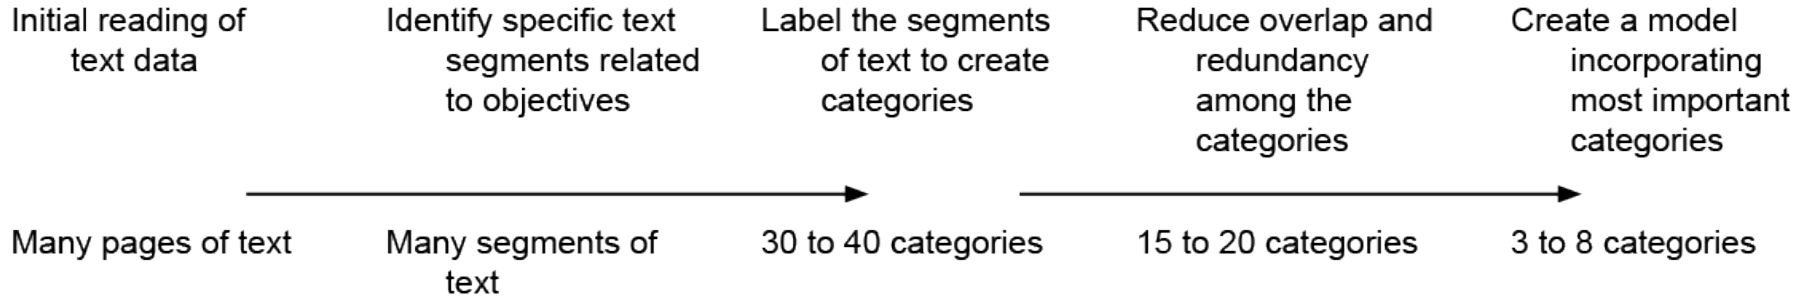 Initial reading of
text data
Identify specific text
segments related
to objectives
Label the segments
of text to create
categories
Reduce overlap and
redundancy
among the
categories
Create a model
incorporating
most important
categories
Many pages of text
Many segments of
text
30 to 40 categories
15 to 20 categories
3 to 8 categories